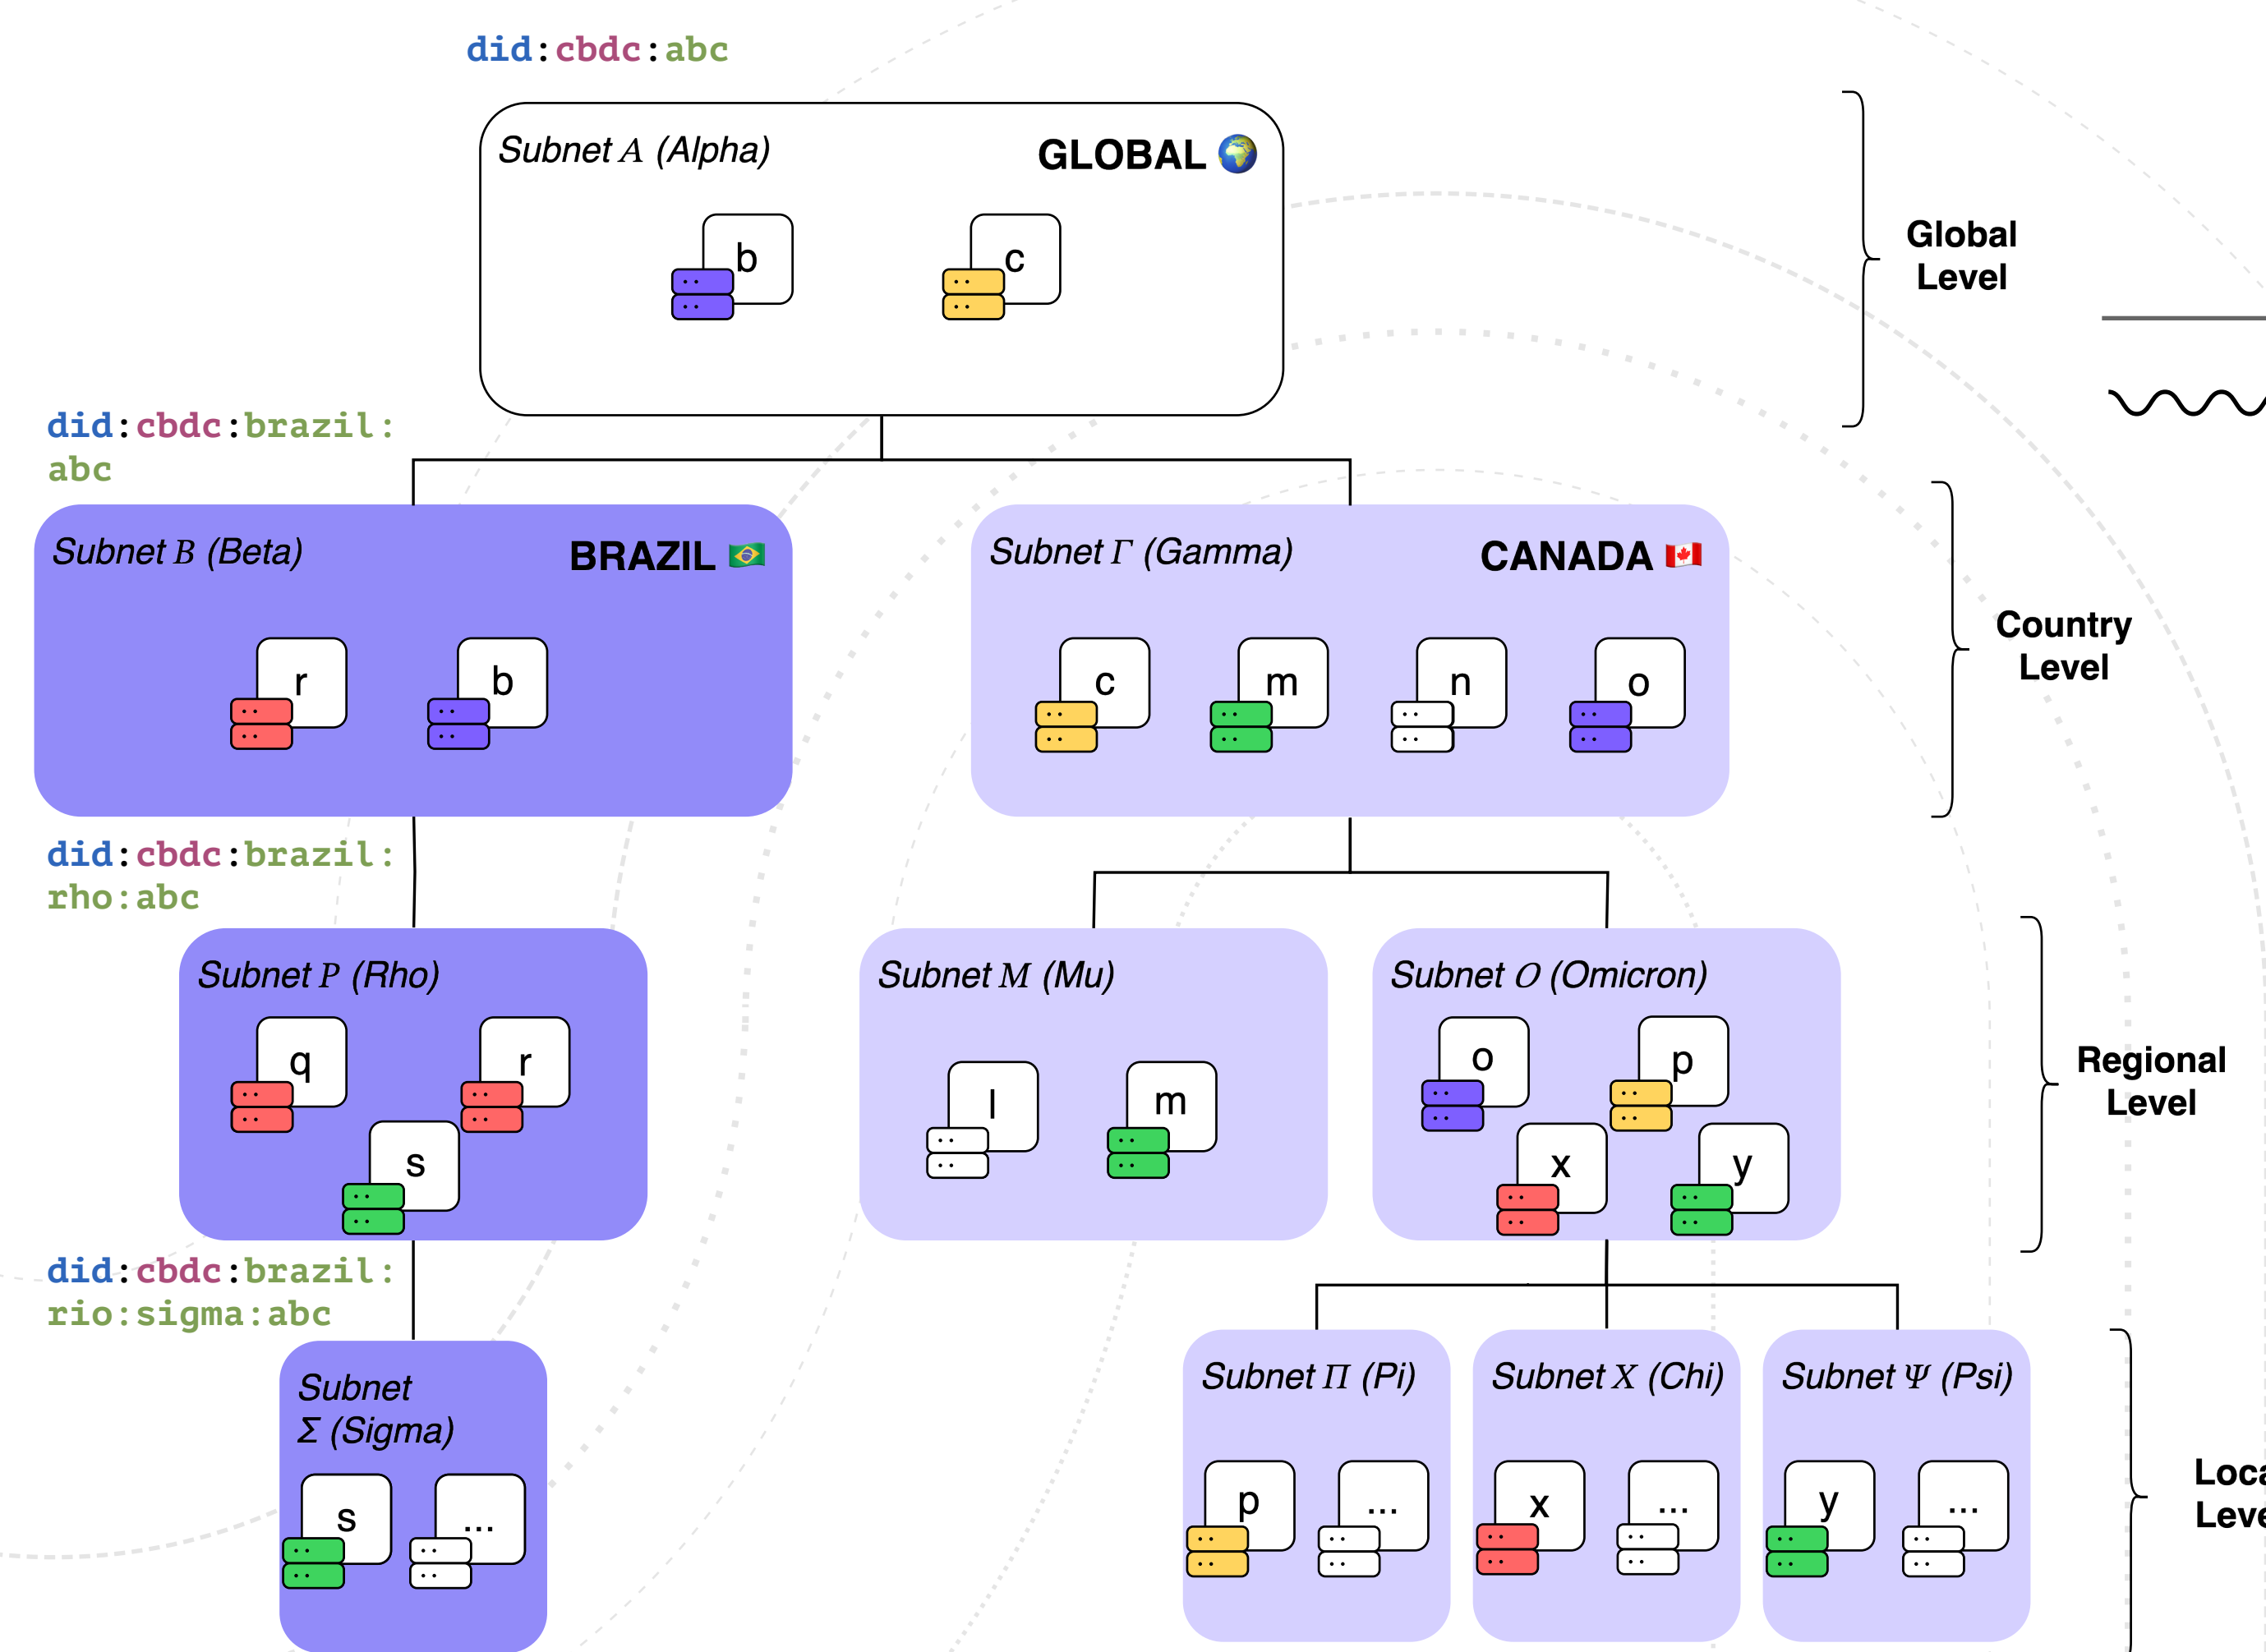 did:cbdc:abc
Subnet A (Alpha)
GLOBAL 🌍
b
c
Global
Level
did:cbdc:brazil:
abc
Subnet B (Beta)
BRAZIL 🇧🇷
r
b
Subnet Γ (Gamma)
CANADA 🇨🇦
c
m
n
o
Country
Level
did:cbdc:brazil:
rho:abc
Subnet P (Rho)
q
r
s
Subnet M (Mu)
l
m
Subnet O (Omicron)
o
p
x
y
Regional
Level
did:cbdc:brazil:
rio:sigma:abc
Subnet
Σ (Sigma)
s
...
Subnet Π (Pi)
p
...
Subnet X (Chi)
x
...
Subnet Ψ (Psi)
y
...